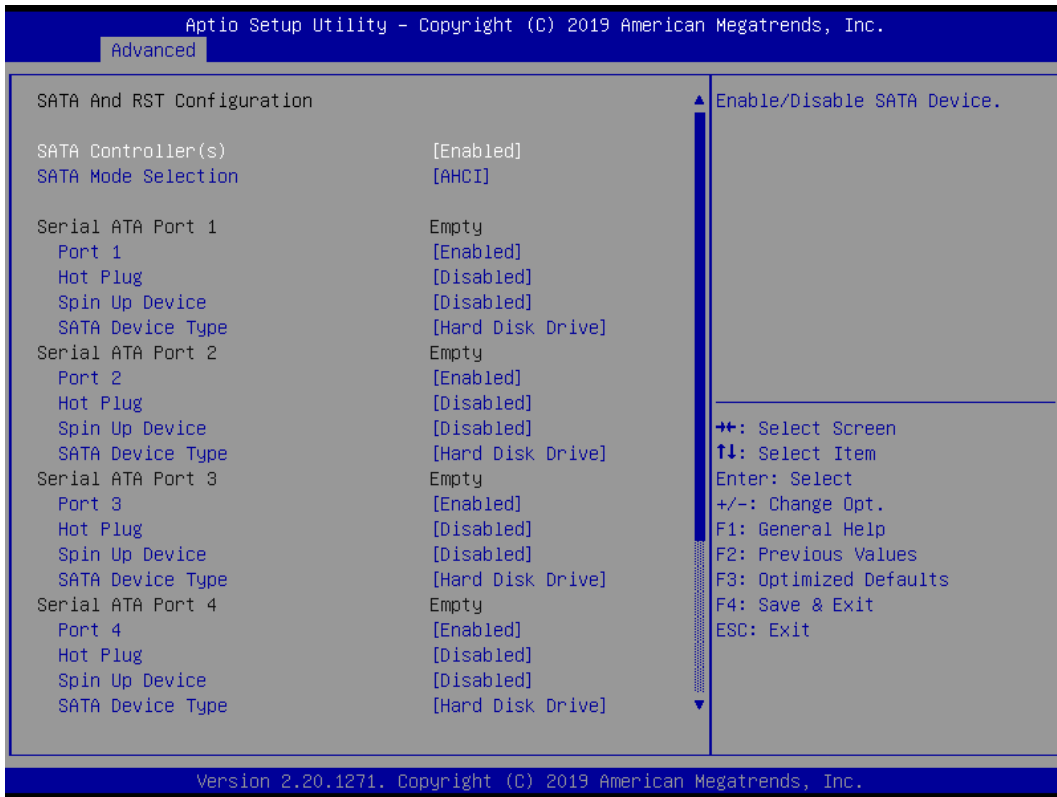 Aptio Setup Utility – Copyright (C) 2019 American Megatrends, Inc.
Advanced
SATA And RST Configuration
SATA Controller(s) [Enabled]
SATA Mode Selection [AHCI]
Serial ATA Port 1 Empty
Port 1 [Enabled]
Hot Plug [Disabled]
Spin Up Device [Disabled]
SATA Device Type [Hard Disk Drive]
Serial ATA Port 2 Empty
Port 2 [Enabled]
Hot Plug [Disabled]
Spin Up Device [Disabled]
SATA Device Type [Hard Disk Drive]
Serial ATA Port 3 Empty
Port 3 [Enabled]
Hot Plug [Disabled]
Spin Up Device [Disabled]
SATA Device Type [Hard Disk Drive]
Serial ATA Port 4 Empty
Port 4 [Enabled]
Hot Plug [Disabled]
Spin Up Device [Disabled]
SATA Device Type [Hard Disk Drive]
Enable/Disable SATA Device.
→←: Select Screen
↑↓: Select Item
Enter: Select
+/-: Change Opt.
F1: General Help
F2: Previous Values
F3: Optimized Defaults
F4: Save & Exit
ESC: Exit
Version 2.20.1271. Copyright (C) 2019 American Megatrends, Inc.